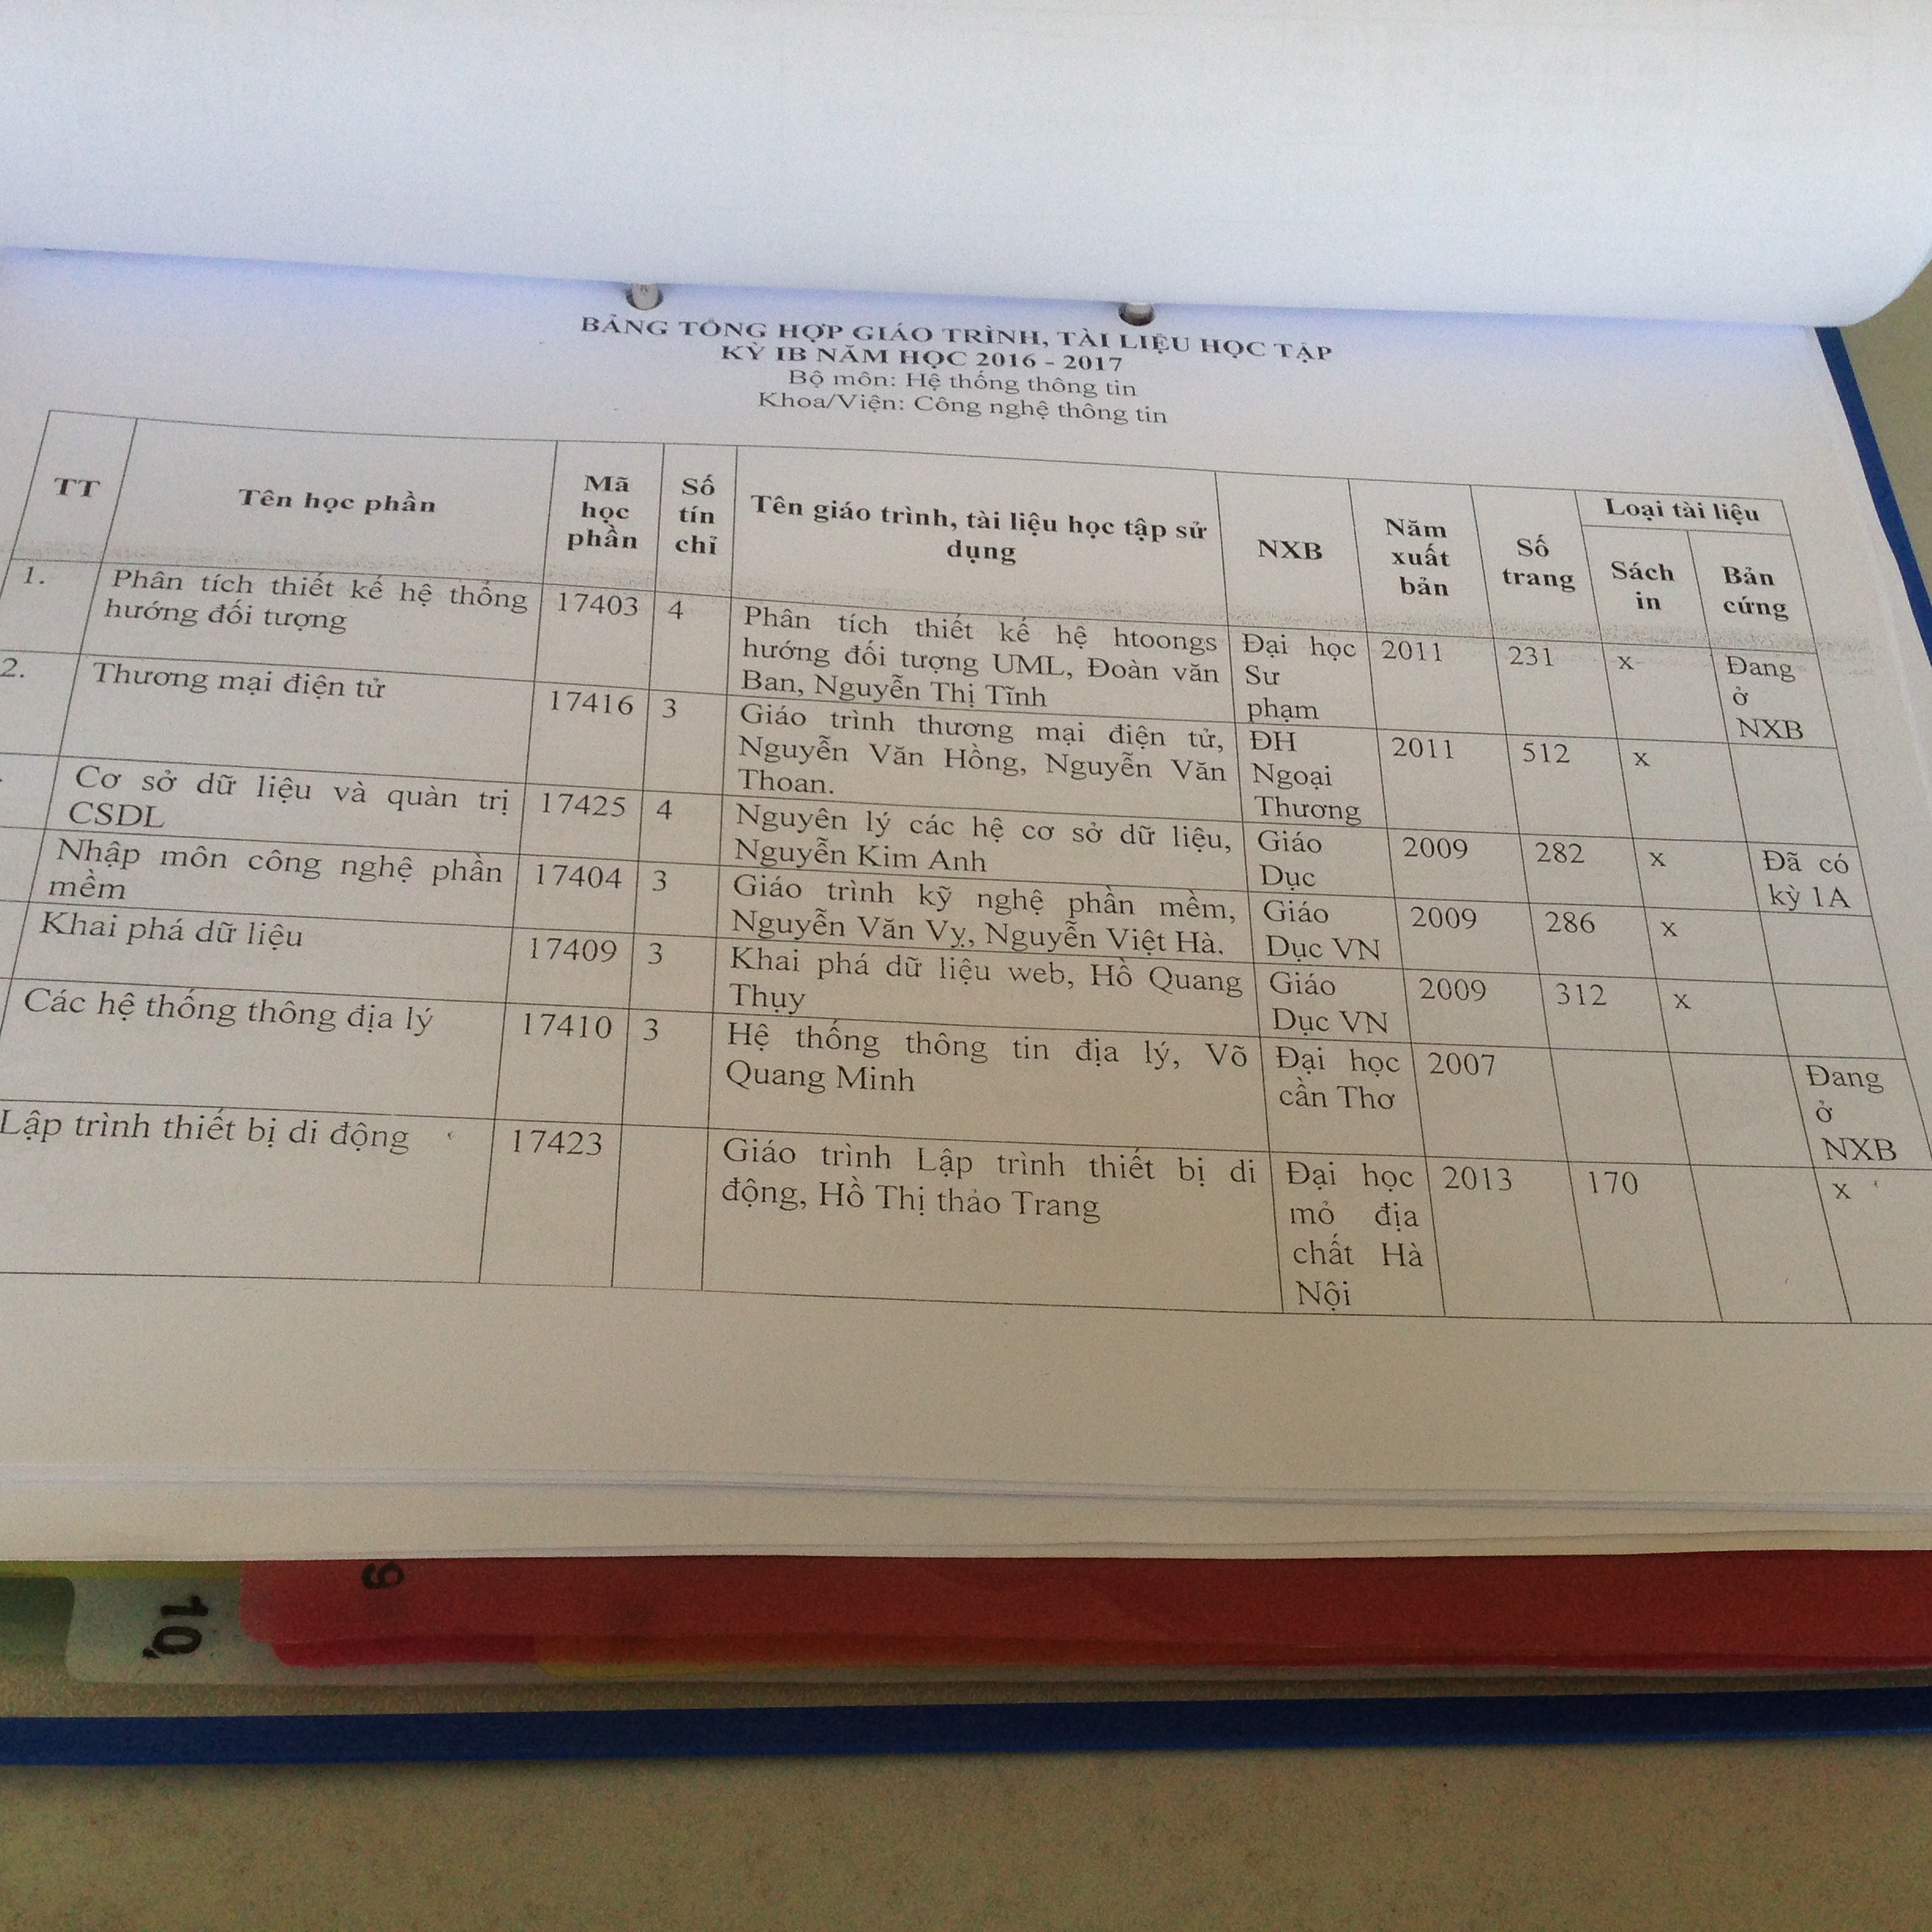 BẢNG TỔNG HỢP GIÁO TRÌNH, TÀI LIỆU HỌC TẬP
KỲ IB NĂM HỌC 2016 - 2017
Bộ môn: Hệ thống thông tin
Khoa/Viện: Công nghệ thông tin
TT
Tên học phần
Mã
học
phần
Số
tín
chỉ
Tên giáo trình, tài liệu học tập sử
dụng
NXB
Năm
xuất
bản
Số
trang
Loại tài liệu
Sách
in
Bản
cứng
1.
Phân tích thiết kế hệ thống
hướng đối tượng
17403
4
Phân tích thiết kế hệ htoongs
hướng đối tượng UML, Đoàn văn
Ban, Nguyễn Thị Tĩnh
Đại học
Sư
phạm
2011
231
x
Đang
ở
NXB
2.
Thương mại điện tử
17416
3
Giáo trình thương mại điện tử,
Nguyễn Văn Hồng, Nguyễn Văn
Thoan.
ĐH
Ngoại
Thương
2011
512
x
Cơ sở dữ liệu và quàn trị
CSDL
17425
4
Nguyên lý các hệ cơ sở dữ liệu,
Nguyễn Kim Anh
Giáo
Dục
2009
282
x
Đã có
kỳ 1A
Nhập môn công nghệ phần
mềm
17404
3
Giáo trình kỹ nghệ phần mềm,
Nguyễn Văn Vỵ, Nguyễn Việt Hà.
Giáo
Dục VN
2009
286
x
Khai phá dữ liệu
17409
3
Khai phá dữ liệu web, Hồ Quang
Thụy
Giáo
Dục VN
2009
312
x
Các hệ thống thông địa lý
17410
3
Hệ thống thông tin địa lý, Võ
Quang Minh
Đại học
cần Thơ
2007
Đang
ở
NXB
Lập trình thiết bị di động
17423
Giáo trình Lập trình thiết bị di
động, Hồ Thị thảo Trang
Đại học
mỏ địa
chất Hà
Nội
2013
170
x
9
10,